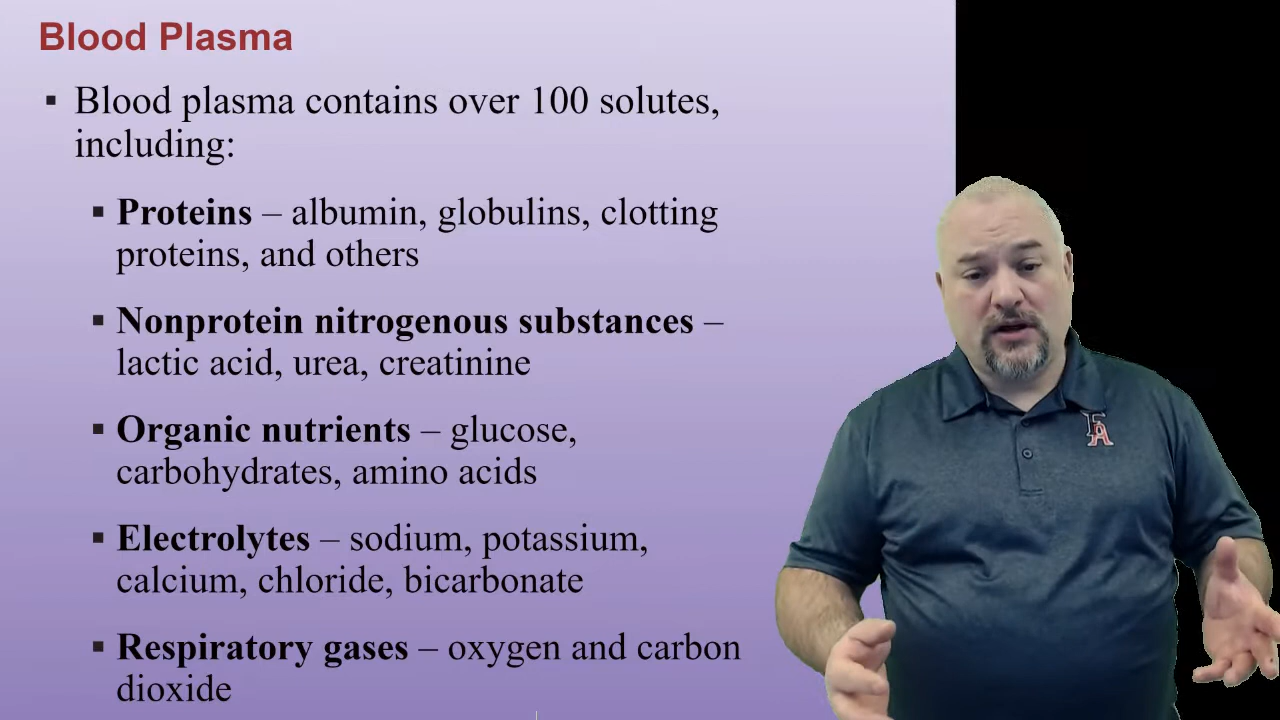 Blood Plasma
▪ Blood plasma contains over 100 solutes,
including:
▪ Proteins – albumin, globulins, clotting
proteins, and others
▪ Nonprotein nitrogenous substances –
lactic acid, urea, creatinine
▪ Organic nutrients – glucose,
carbohydrates, amino acids
▪ Electrolytes – sodium, potassium,
calcium, chloride, bicarbonate
▪ Respiratory gases – oxygen and carbon
dioxide
FA